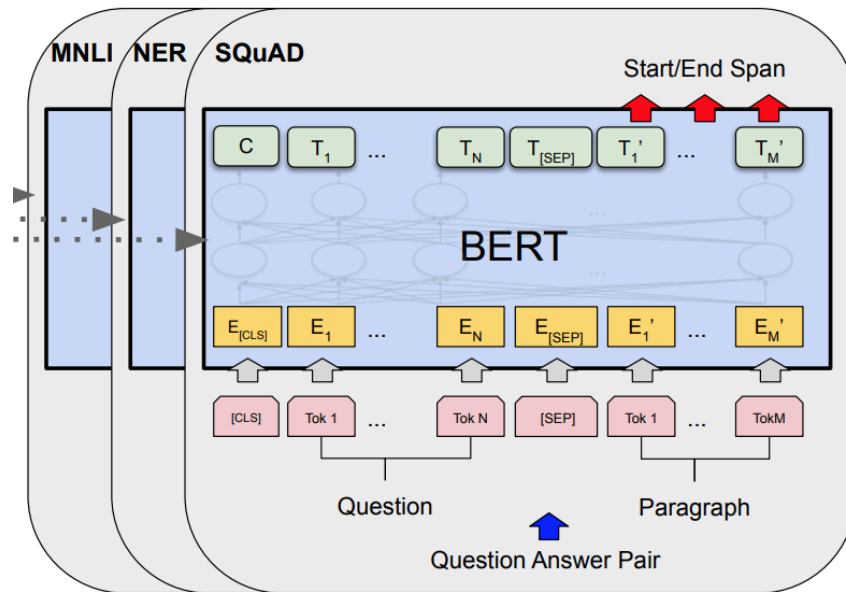 MNLI NER SQuAD
Start/End Span
C T1 ... TN T[SEP] T1’ ... TM’
BERT
E[CLS] E1 ... EN E[SEP] E1’ ... EM’
[CLS] Tok 1 ... Tok N [SEP] Tok 1 ... TokM
Question Paragraph
Question Answer Pair